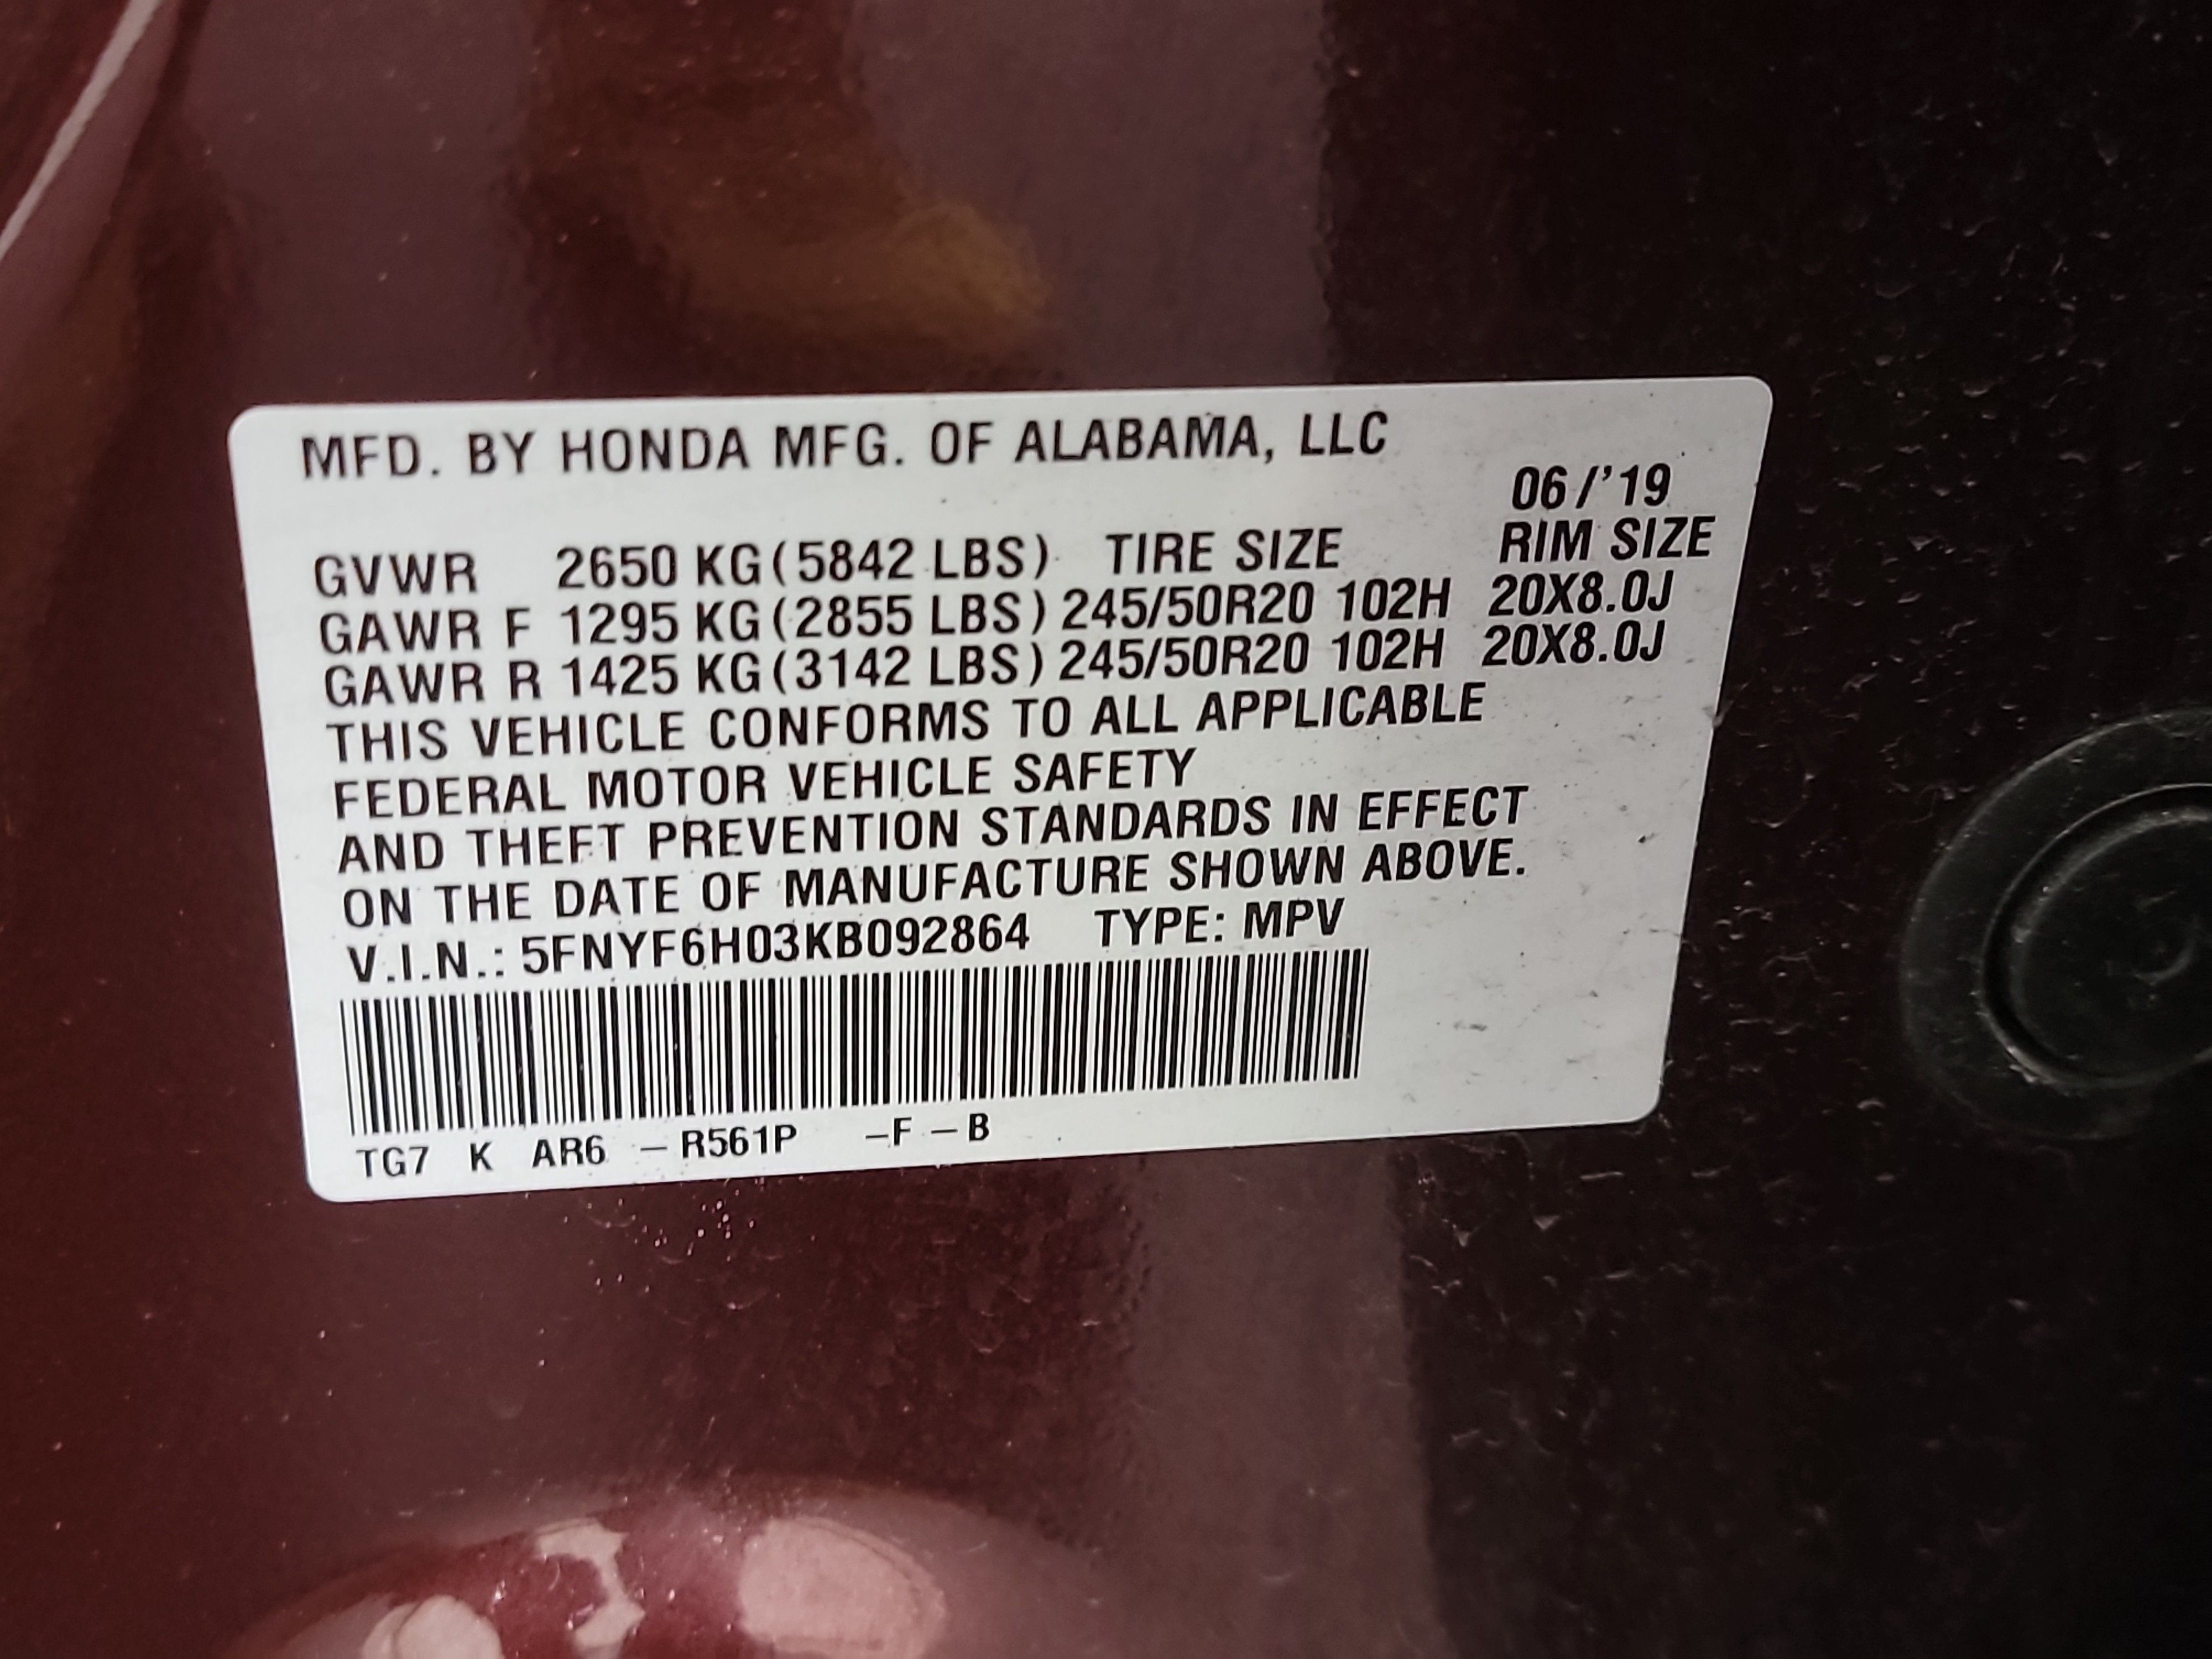 MFD. BY HONDA MFG. OF ALABAMA, LLC
06/'19
GVWR 2650 KG(5842 LBS) TIRE SIZE RIM SIZE
GAWR F 1295 KG(2855 LBS) 245/50R20 102H 20X8.0J
GAWR R 1425 KG(3142 LBS) 245/50R20 102H 20X8.0J
THIS VEHICLE CONFORMS TO ALL APPLICABLE
FEDERAL MOTOR VEHICLE SAFETY
AND THEFT PREVENTION STANDARDS IN EFFECT
ON THE DATE OF MANUFACTURE SHOWN ABOVE.
V.I.N.: 5FNYF6H03KB092864 TYPE: MPV
TG7 K AR6 – R561P –F – B